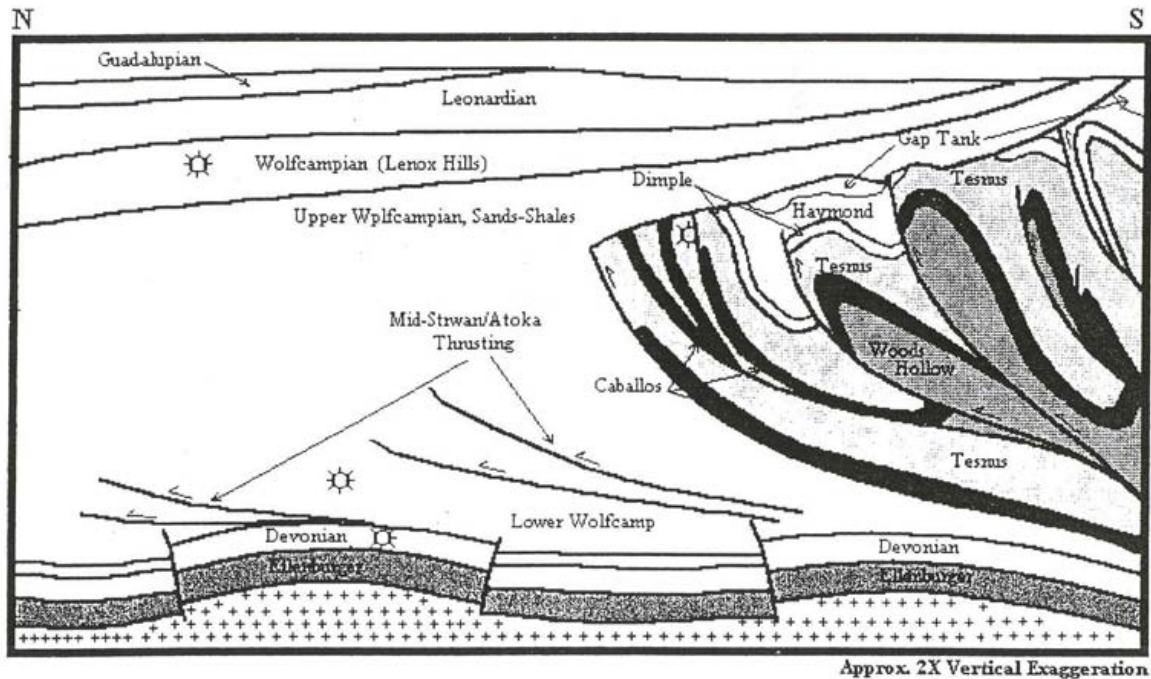 N
S
Guadalupian
Leonardian
Gap Tank
Wolfcampian (Lenox Hills)
Dimple
Tesnus
Haymond
Upper Wplfcampian, Sands-Shales
Tesnus
Mid-Strwan/Atoka
Thrusting
Woods
Hollow
Caballos
Tesnus
Lower Wolfcamp
Devonian
Devonian
Ellenburger
Ellenburger
Approx. 2X Vertical Exaggeration